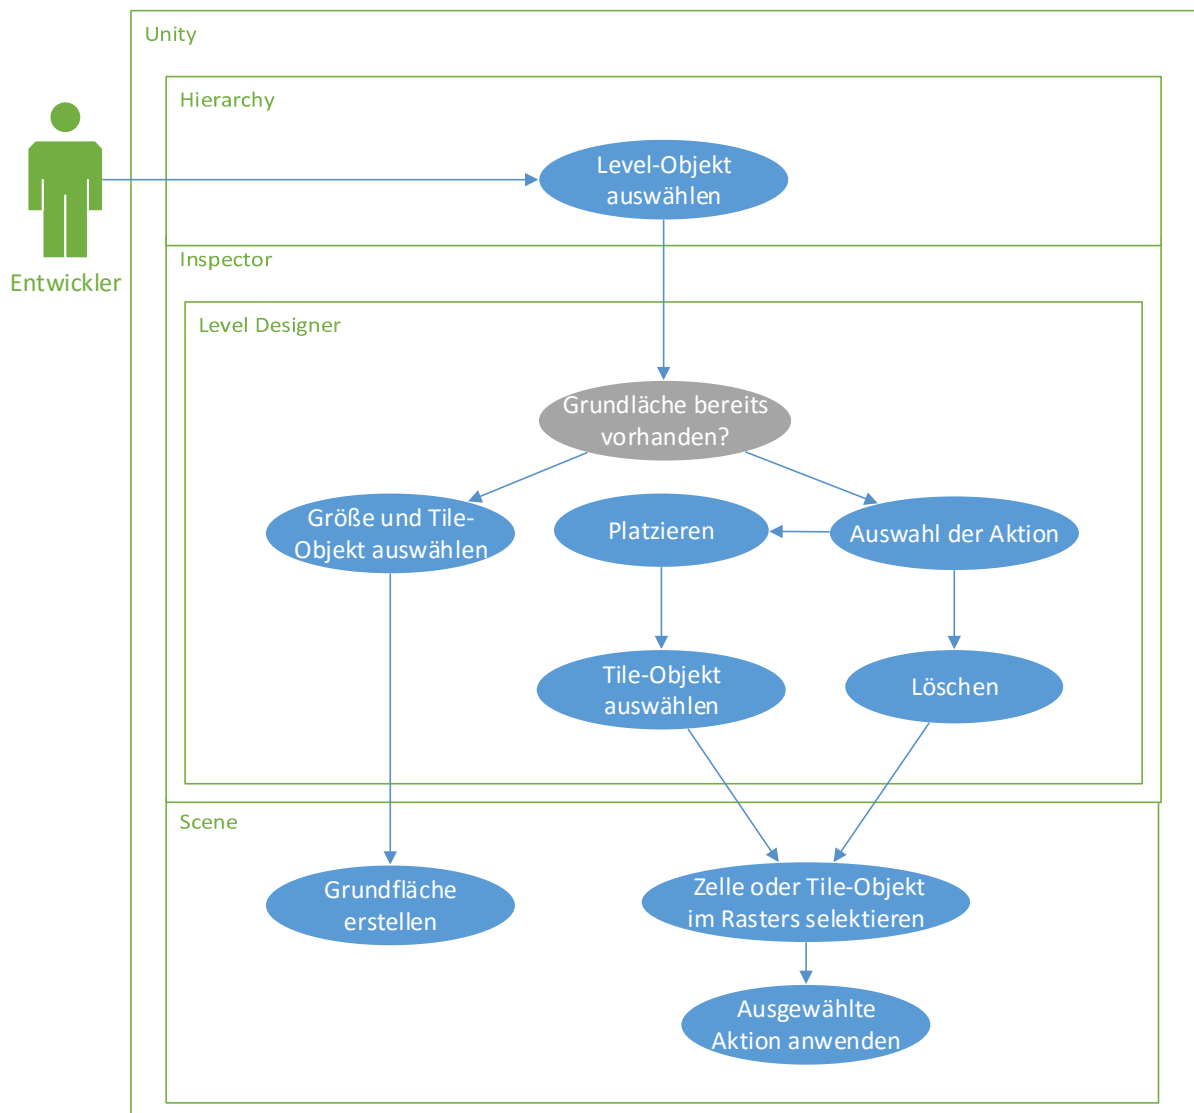 Unity
Hierarchy
Level-Objekt
auswählen
Entwickler
Inspector
Level Designer
Grundläche bereits
vorhanden?
Größe und Tile-
Objekt auswählen
Platzieren
Auswahl der Aktion
Tile-Objekt
auswählen
Löschen
Scene
Grundfläche
erstellen
Zelle oder Tile-Objekt
im Rasters selektieren
Ausgewählte
Aktion anwenden